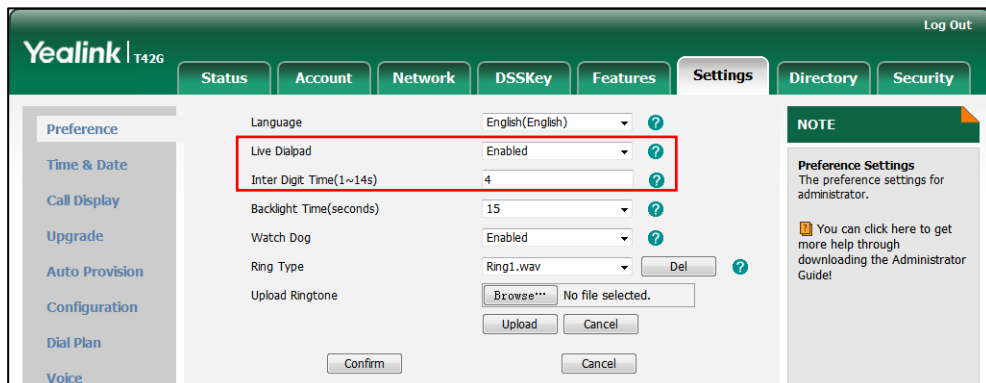 Log Out
Yealink T42G
Status Account Network DSSKey Features Settings Directory Security
Preference
Time & Date
Call Display
Upgrade
Auto Provision
Configuration
Dial Plan
Voice
Language English(English) ?
Live Dialpad Enabled ?
Inter Digit Time(1~14s) 4 ?
Backlight Time(seconds) 15 ?
Watch Dog Enabled ?
Ring Type Ring1.wav Del ?
Upload Ringtone Browse··· No file selected.
Upload Cancel
Confirm Cancel
NOTE
Preference Settings
The preference settings for
administrator.
? You can click here to get
more help through
downloading the Administrator
Guide!